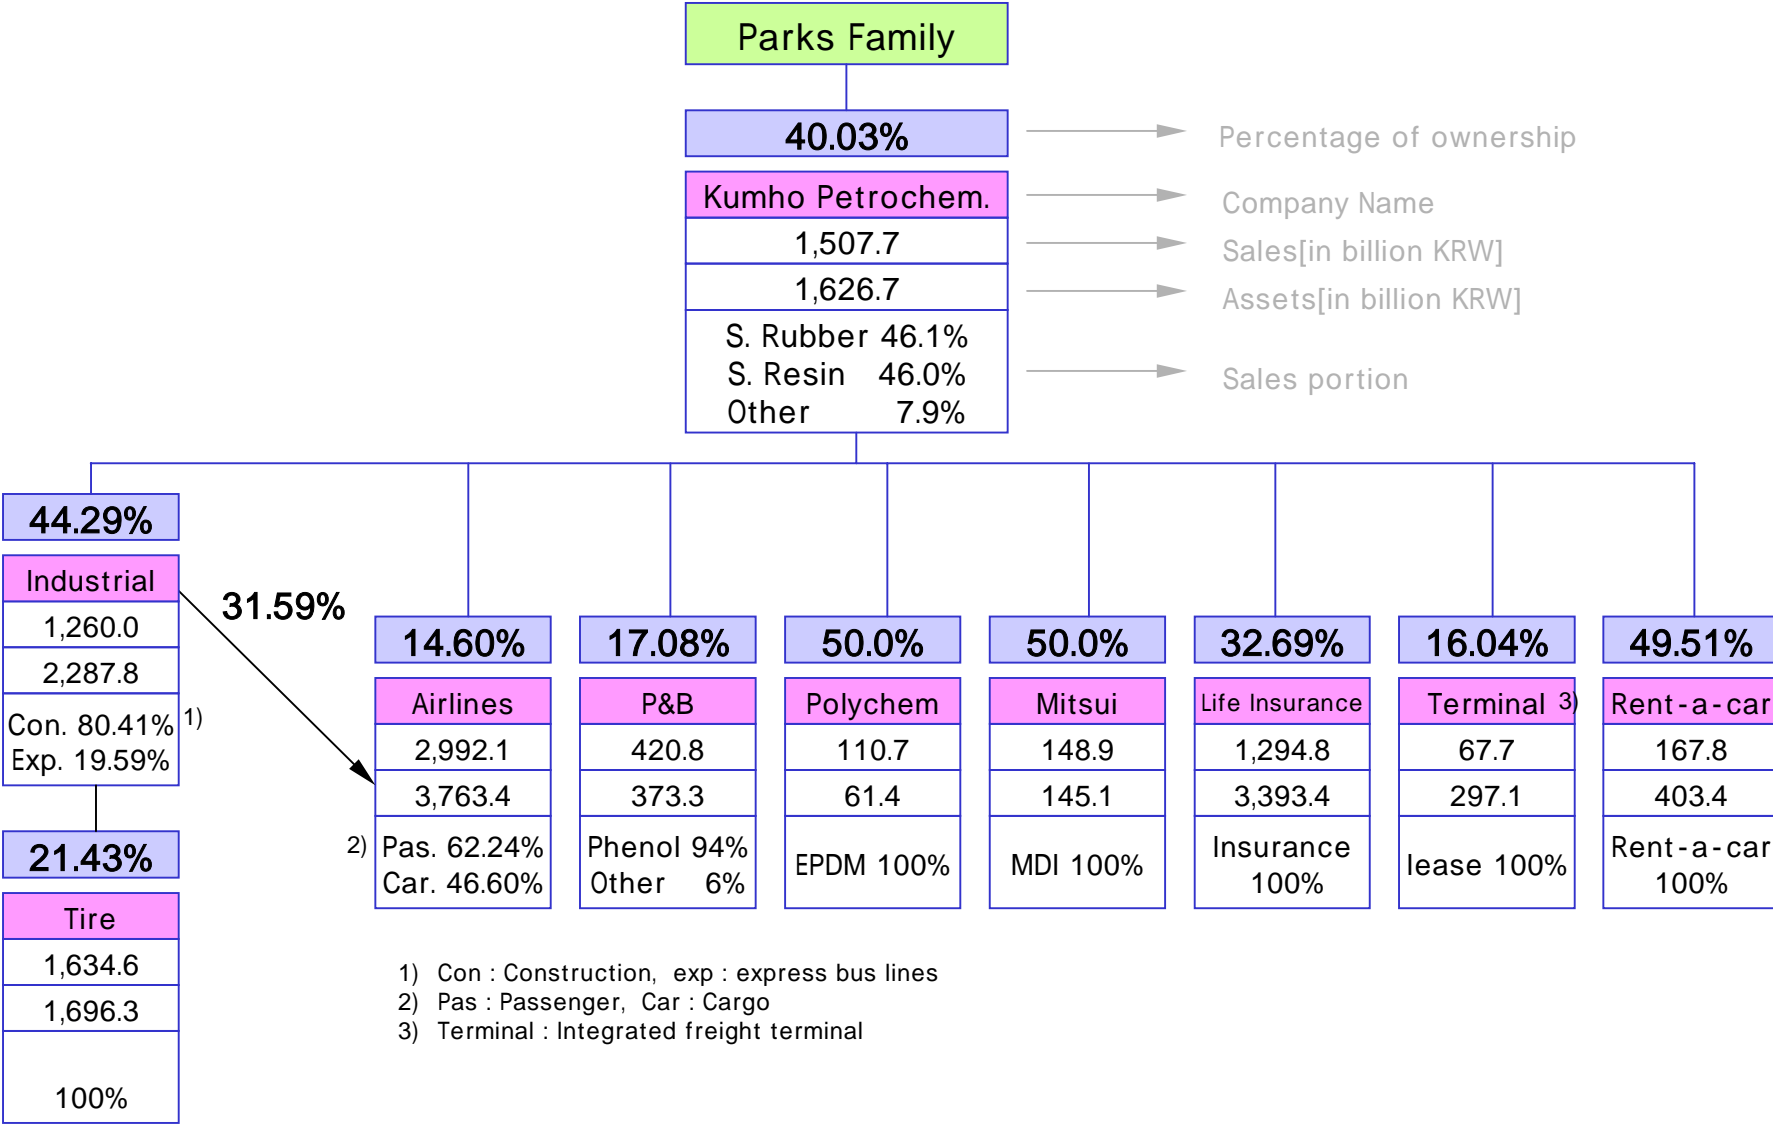 Parks Family
40.03%
Percentage of ownership
Kumho Petrochem.
Company Name
1,507.7
Sales[in billion KRW]
1,626.7
Assets[in billion KRW]
S. Rubber 46.1%
S. Resin 46.0%
Other 7.9%
Sales portion
44.29%
Industrial
1,260.0
2,287.8
Con. 80.41% 1)
Exp. 19.59%
31.59%
21.43%
Tire
1,634.6
1,696.3
100%
14.60%
Airlines
2,992.1
3,763.4
2) Pas. 62.24%
Car. 46.60%
17.08%
P&B
420.8
373.3
Phenol 94%
Other 6%
50.0%
Polychem
110.7
61.4
EPDM 100%
50.0%
Mitsui
148.9
145.1
MDI 100%
32.69%
Life Insurance
1,294.8
3,393.4
Insurance
100%
16.04%
Terminal 3)
67.7
297.1
lease 100%
49.51%
Rent-a-car
167.8
403.4
Rent-a-car
100%
1) Con : Construction, exp : express bus lines
2) Pas : Passenger, Car : Cargo
3) Terminal : Integrated freight terminal